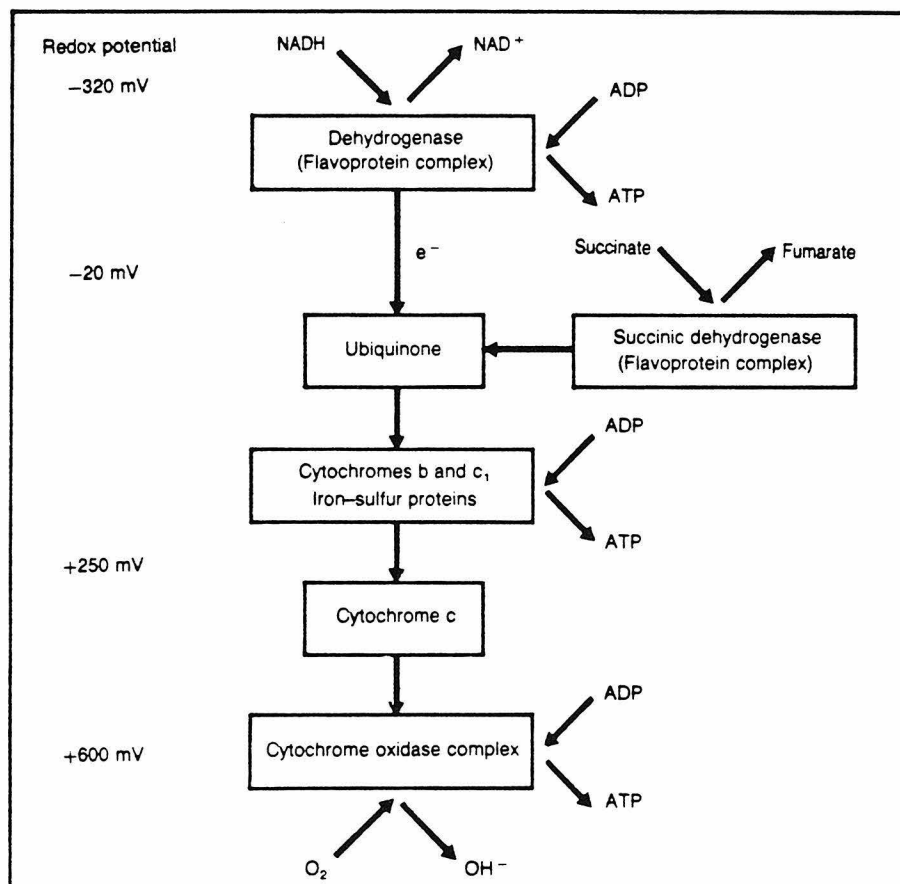 Redox potential
NADH
NAD⁺
−320 mV
ADP
Dehydrogenase
(Flavoprotein complex)
ATP
e⁻
−20 mV
Succinate
Fumarate
Ubiquinone
Succinic dehydrogenase
(Flavoprotein complex)
ADP
Cytochromes b and c₁
Iron–sulfur proteins
ATP
+250 mV
Cytochrome c
ADP
+600 mV
Cytochrome oxidase complex
ATP
O₂
OH⁻